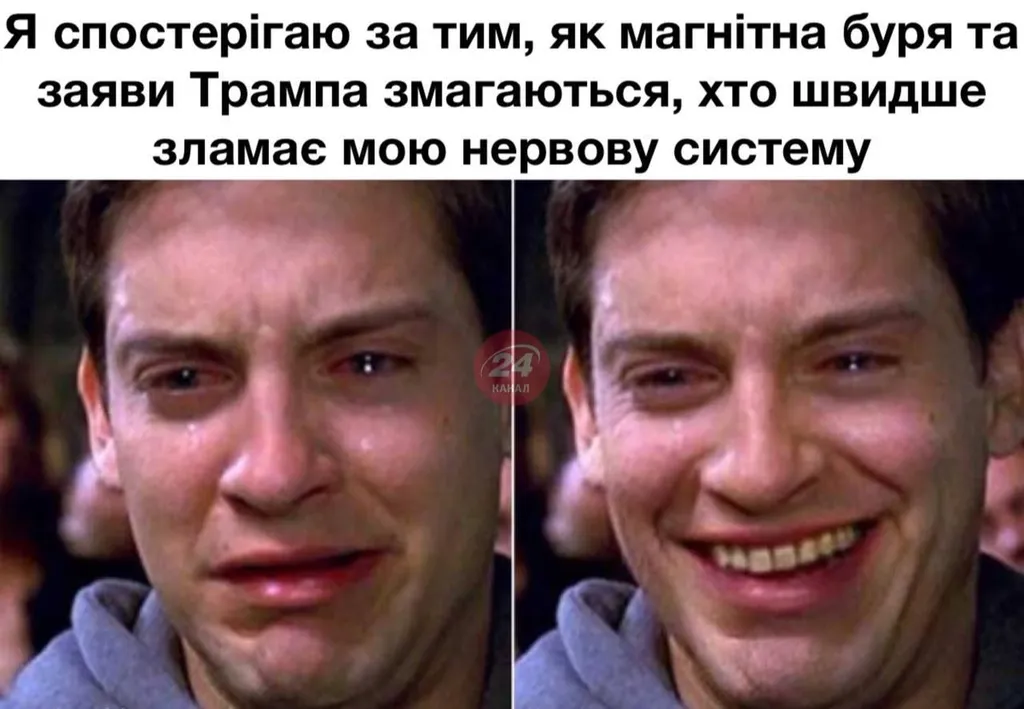 Я спостерігаю за тим, як магнітна буря та
заяви Трампа змагаються, хто швидше
зламає мою нервову систему
24
КАНАЛ